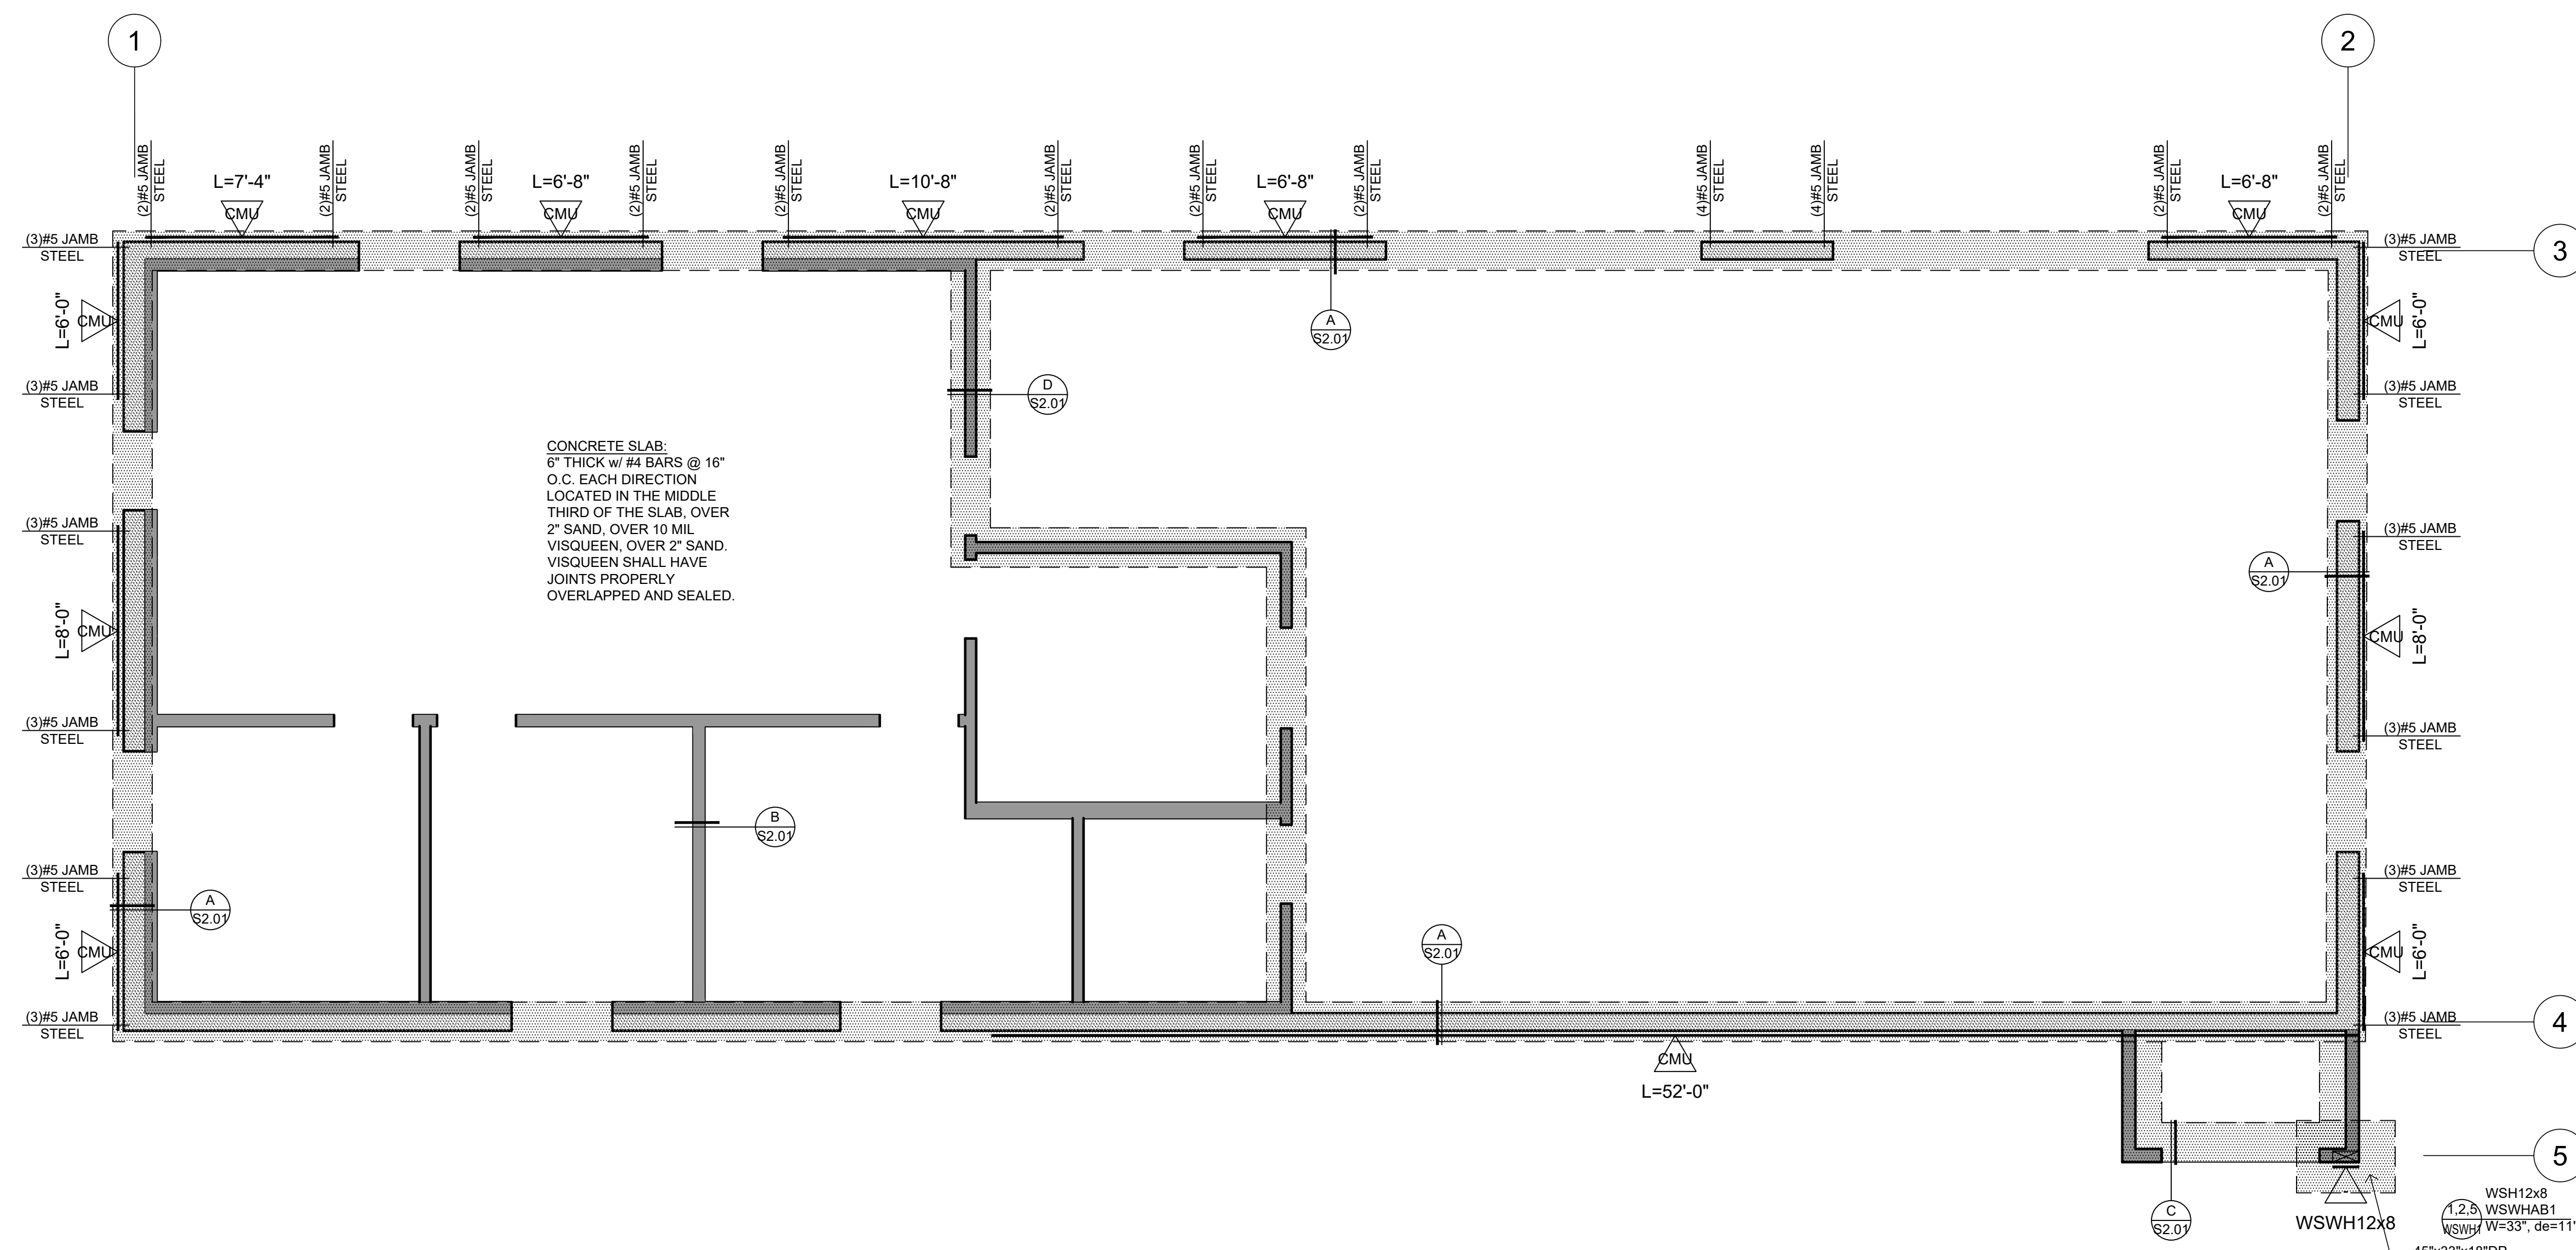 1
2
(2)#5 JAMB
STEEL
(2)#5 JAMB
STEEL
(2)#5 JAMB
STEEL
(2)#5 JAMB
STEEL
(2)#5 JAMB
STEEL
(2)#5 JAMB
STEEL
(2)#5 JAMB
STEEL
(2)#5 JAMB
STEEL
(4)#5 JAMB
STEEL
(4)#5 JAMB
STEEL
(2)#5 JAMB
STEEL
(2)#5 JAMB
STEEL
L=7'-4"
CMU
L=6'-8"
CMU
L=10'-8"
CMU
L=6'-8"
CMU
L=6'-8"
CMU
(3)#5 JAMB
STEEL
L=6'-0"
CMU
(3)#5 JAMB
STEEL
(3)#5 JAMB
STEEL
L=8'-0"
CMU
(3)#5 JAMB
STEEL
(3)#5 JAMB
STEEL
L=6'-0"
CMU
(3)#5 JAMB
STEEL
A
S2.01
D
S2.01
CONCRETE SLAB:
6" THICK w/ #4 BARS @ 16"
O.C. EACH DIRECTION
LOCATED IN THE MIDDLE
THIRD OF THE SLAB, OVER
2" SAND, OVER 10 MIL
VISQUEEN, OVER 2" SAND.
VISQUEEN SHALL HAVE
JOINTS PROPERLY
OVERLAPPED AND SEALED.
B
S2.01
A
S2.01
A
S2.01
A
S2.01
(3)#5 JAMB
STEEL
3
CMU
L=6'-0"
(3)#5 JAMB
STEEL
(3)#5 JAMB
STEEL
CMU
L=8'-0"
(3)#5 JAMB
STEEL
(3)#5 JAMB
STEEL
CMU
L=6'-0"
(3)#5 JAMB
STEEL
4
CMU
L=52'-0"
5
C
S2.01
WSWH12x8
1,2,5
WSWH1
WSH12x8
WSWHAB1
W=33", de=11"